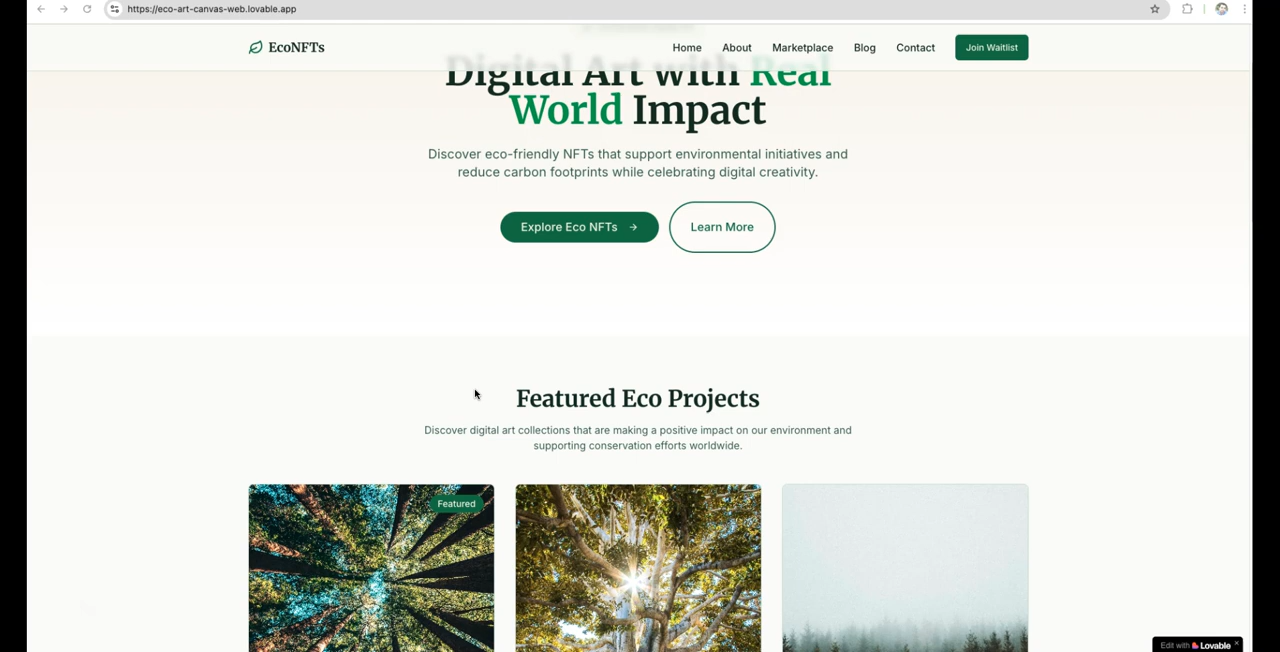 https://eco-art-canvas-web.lovable.app
EcoNFTs
Home About Marketplace Blog Contact Join Waitlist
Digital Art with Real
World Impact
Discover eco-friendly NFTs that support environmental initiatives and
reduce carbon footprints while celebrating digital creativity.
Explore Eco NFTs → Learn More
Featured Eco Projects
Discover digital art collections that are making a positive impact on our environment and
supporting conservation efforts worldwide.
Featured
Edit with Lovable ×